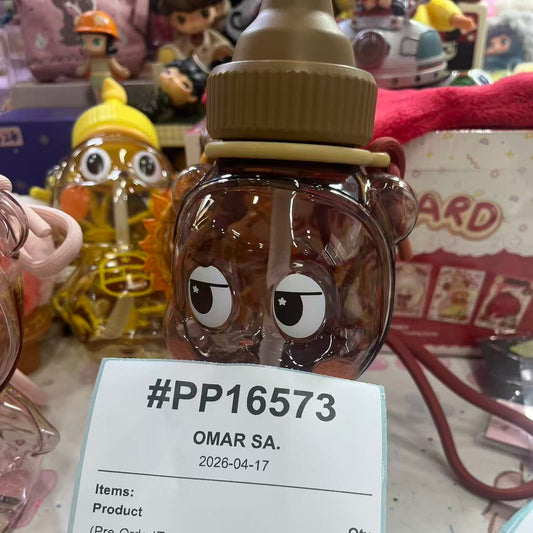 #PP16573
OMAR SA.
2026-04-17
Items:
Product
ARD